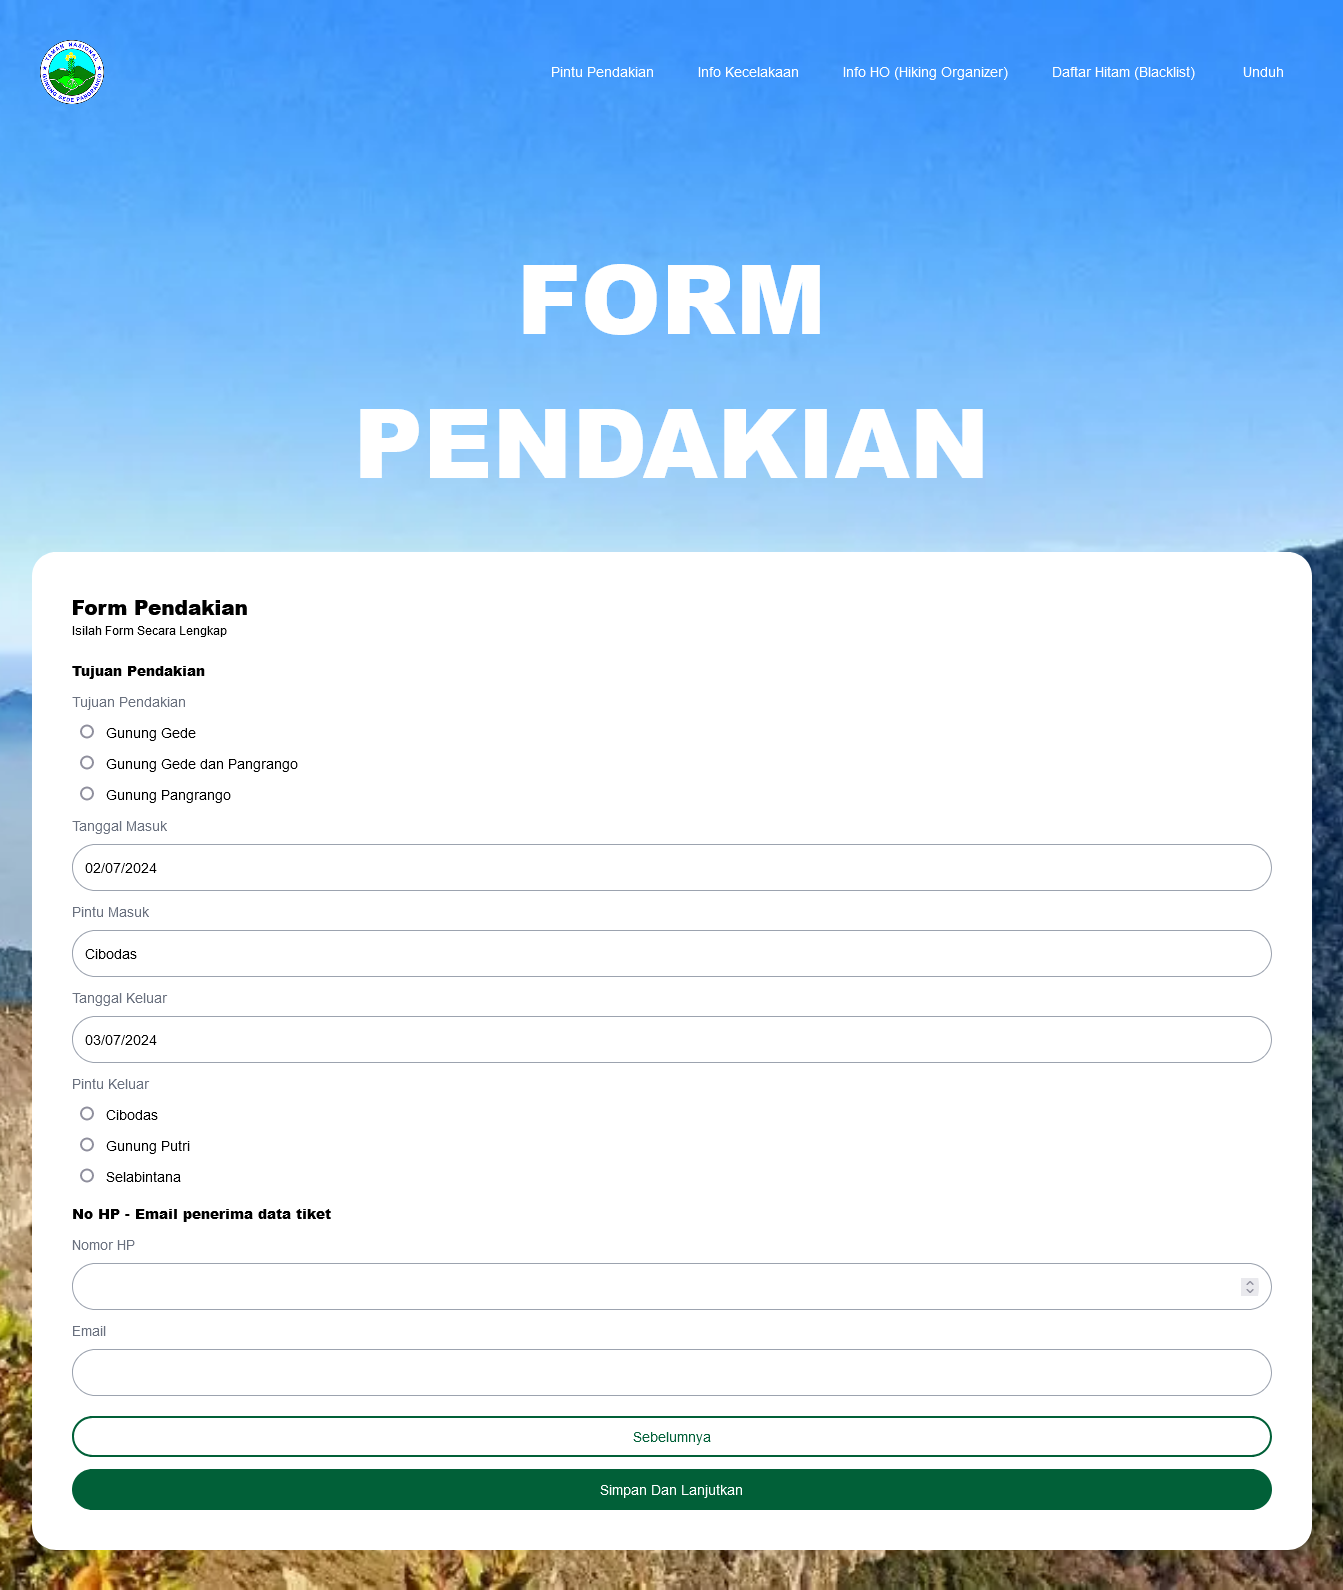 TAMAN NASIONAL
GUNUNG GEDE PANGRANGO
Pintu Pendakian
Info Kecelakaan
Info HO (Hiking Organizer)
Daftar Hitam (Blacklist)
Unduh
FORM
PENDAKIAN
Form Pendakian
Isilah Form Secara Lengkap
Tujuan Pendakian
Tujuan Pendakian
Gunung Gede
Gunung Gede dan Pangrango
Gunung Pangrango
Tanggal Masuk
02/07/2024
Pintu Masuk
Cibodas
Tanggal Keluar
03/07/2024
Pintu Keluar
Cibodas
Gunung Putri
Selabintana
No HP - Email penerima data tiket
Nomor HP
Email
Sebelumnya
Simpan Dan Lanjutkan